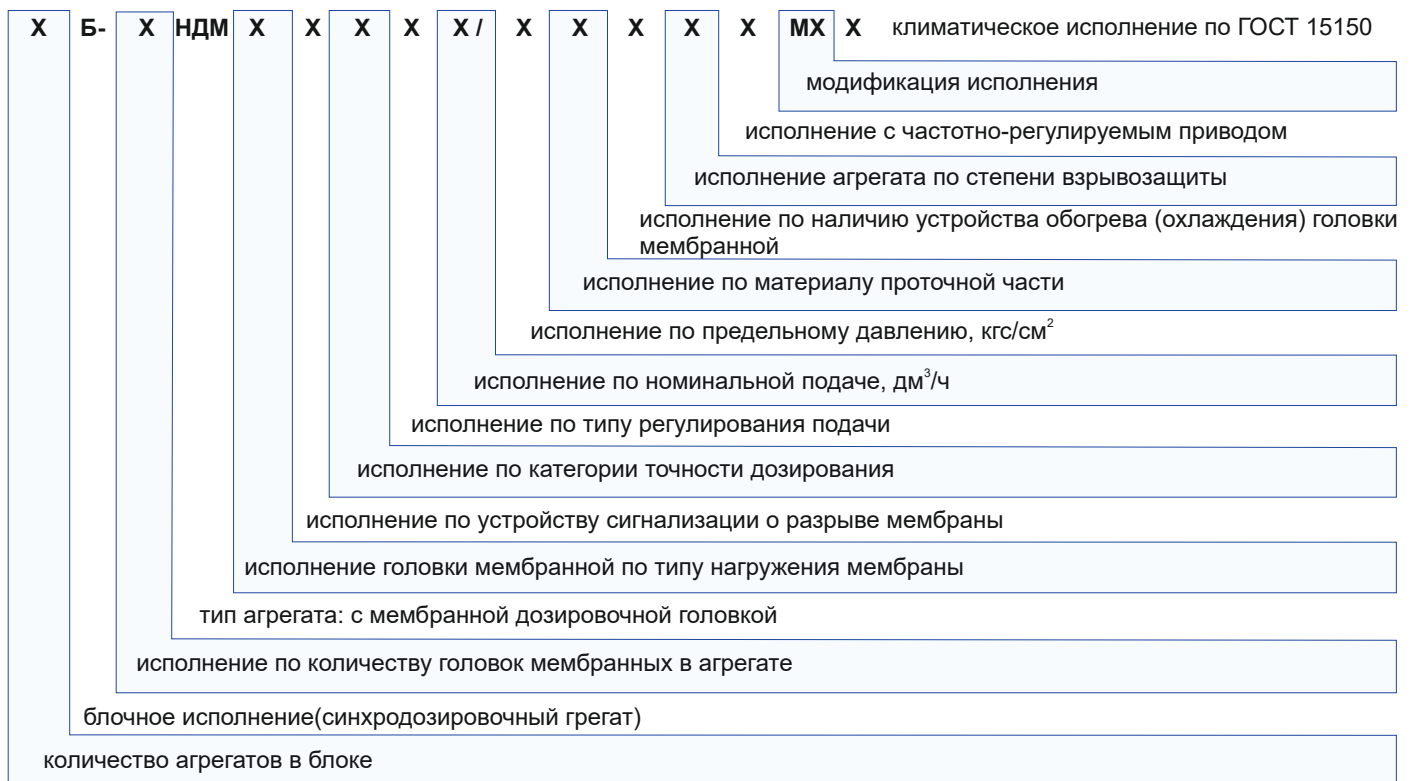 Х Б- Х НДМ Х Х Х Х Х / Х Х Х Х Х МХ Х климатическое исполнение по ГОСТ 15150
модификация исполнения
исполнение с частотно-регулируемым приводом
исполнение агрегата по степени взрывозащиты
исполнение по наличию устройства обогрева (охлаждения) головки
мембранной
исполнение по материалу проточной части
исполнение по предельному давлению, кгс/см²
исполнение по номинальной подаче, дм³/ч
исполнение по типу регулирования подачи
исполнение по категории точности дозирования
исполнение по устройству сигнализации о разрыве мембраны
исполнение головки мембранной по типу нагружения мембраны
тип агрегата: с мембранной дозировочной головкой
исполнение по количеству головок мембранных в агрегате
блочное исполнение(синхродозировочный грегат)
количество агрегатов в блоке